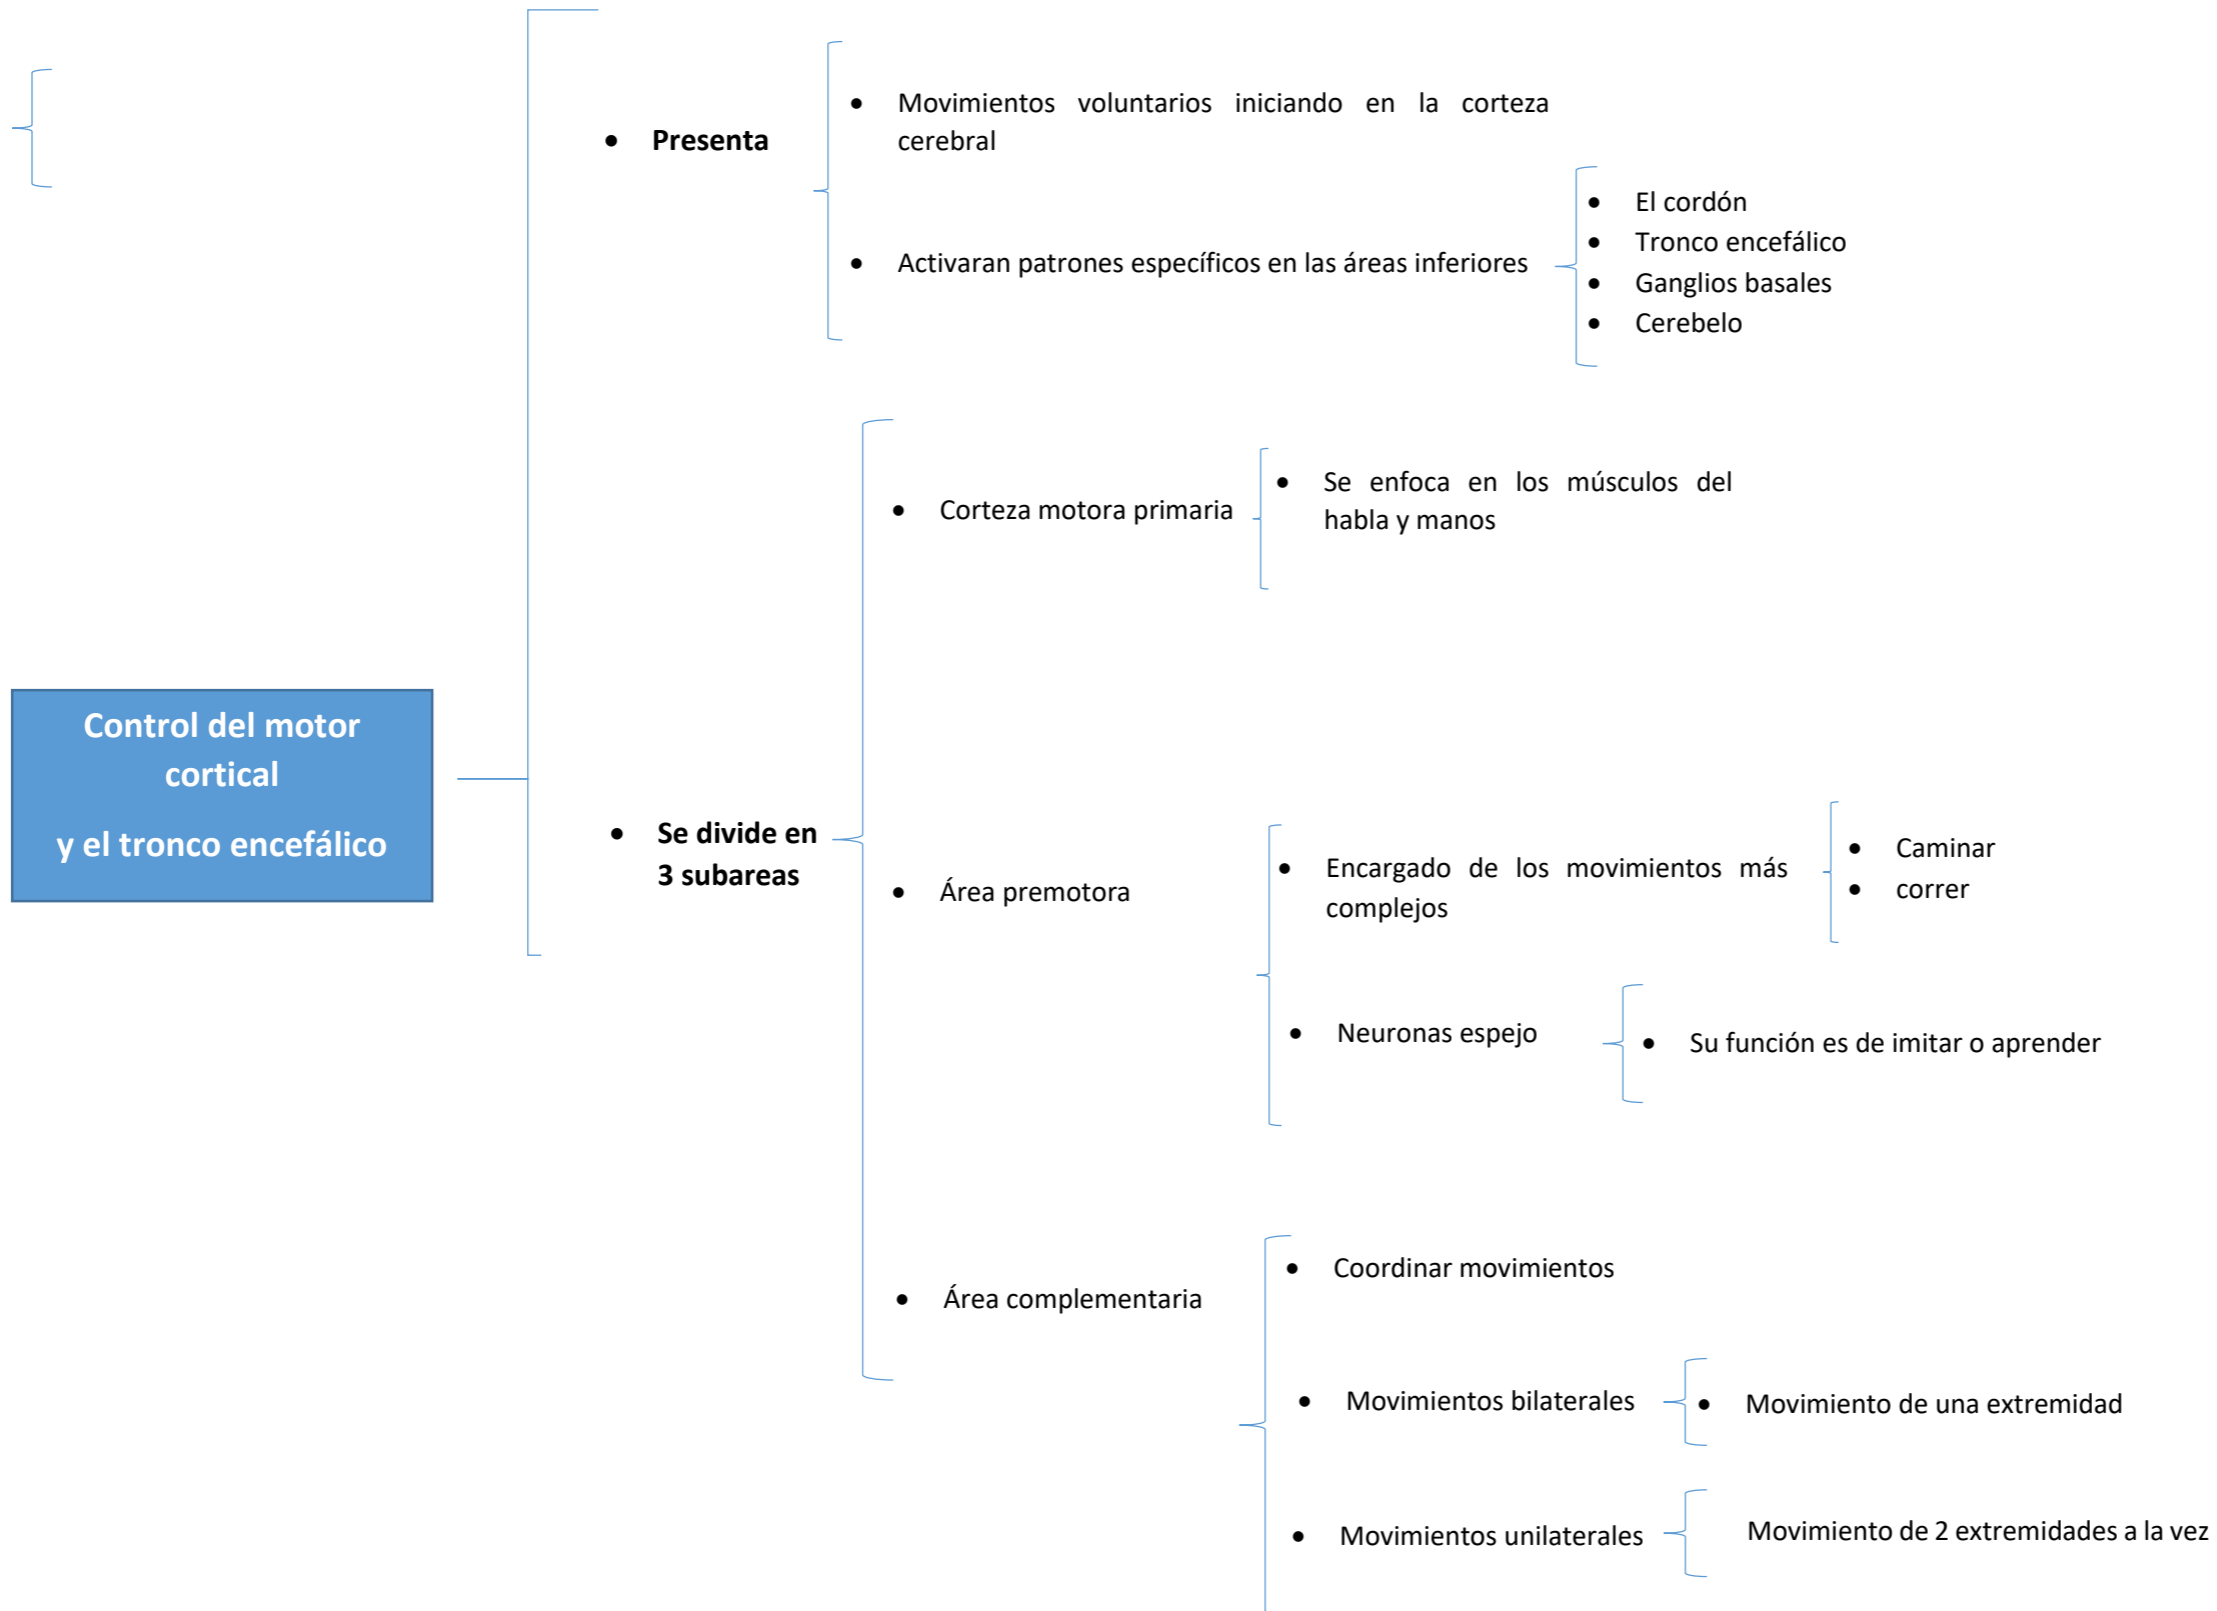 Control del motor
cortical
y el tronco encefálico
• Presenta
• Movimientos voluntarios iniciando en la corteza
cerebral
• Activaran patrones específicos en las áreas inferiores
• El cordón
• Tronco encefálico
• Ganglios basales
• Cerebelo
• Se divide en
3 subareas
• Corteza motora primaria
• Se enfoca en los músculos del
habla y manos
• Área premotora
• Encargado de los movimientos más
complejos
• Caminar
• correr
• Neuronas espejo
• Su función es de imitar o aprender
• Área complementaria
• Coordinar movimientos
• Movimientos bilaterales
• Movimiento de una extremidad
• Movimientos unilaterales
Movimiento de 2 extremidades a la vez